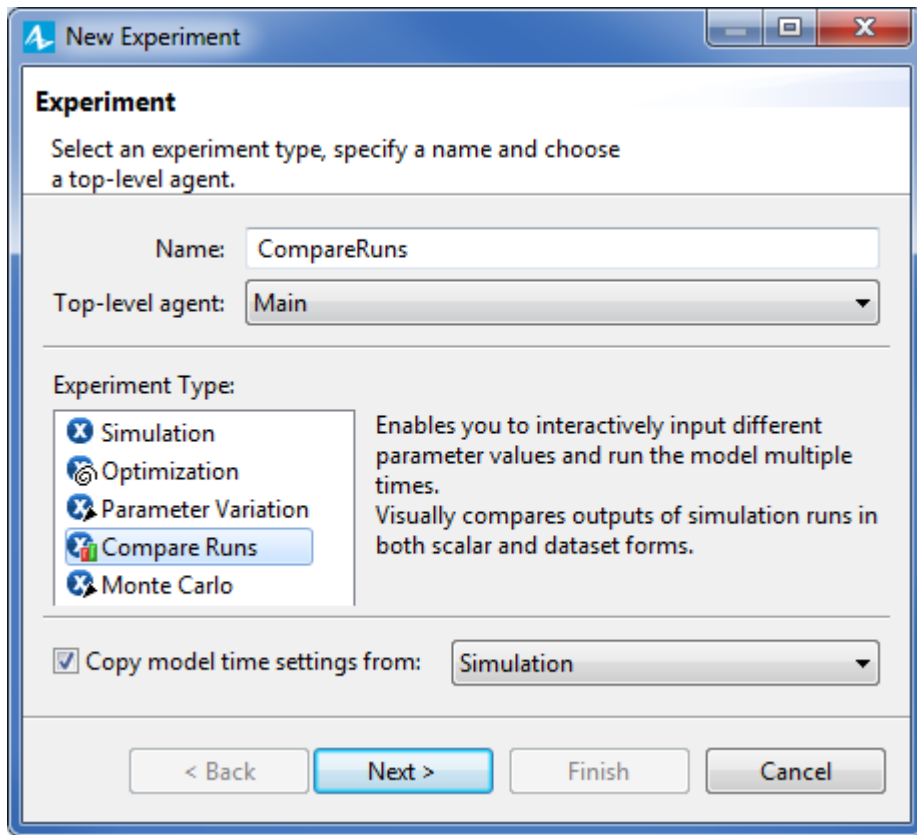 New Experiment
Experiment
Select an experiment type, specify a name and choose
a top-level agent.
Name: CompareRuns
Top-level agent: Main
Experiment Type:
Simulation
Optimization
Parameter Variation
Compare Runs
Monte Carlo
Enables you to interactively input different
parameter values and run the model multiple
times.
Visually compares outputs of simulation runs in
both scalar and dataset forms.
Copy model time settings from: Simulation
< Back Next > Finish Cancel